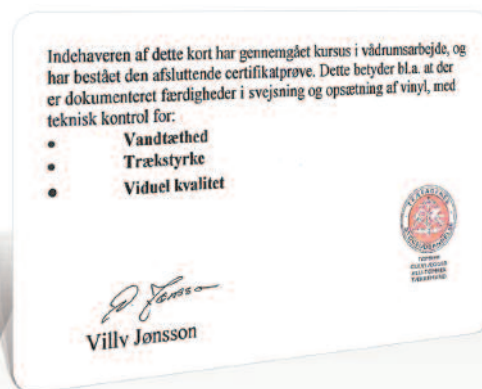 Indehaveren af dette kort har gennemgået kursus i vådrumsarbejde, og
har bestået den afsluttende certifikatprøve. Dette betyder bl.a. at der
er dokumenteret færdigheder i svejsning og opsætning af vinyl, med
teknisk kontrol for:
• Vandtæthed
• Trækstyrke
• Viduel kvalitet
Villy Jønsson